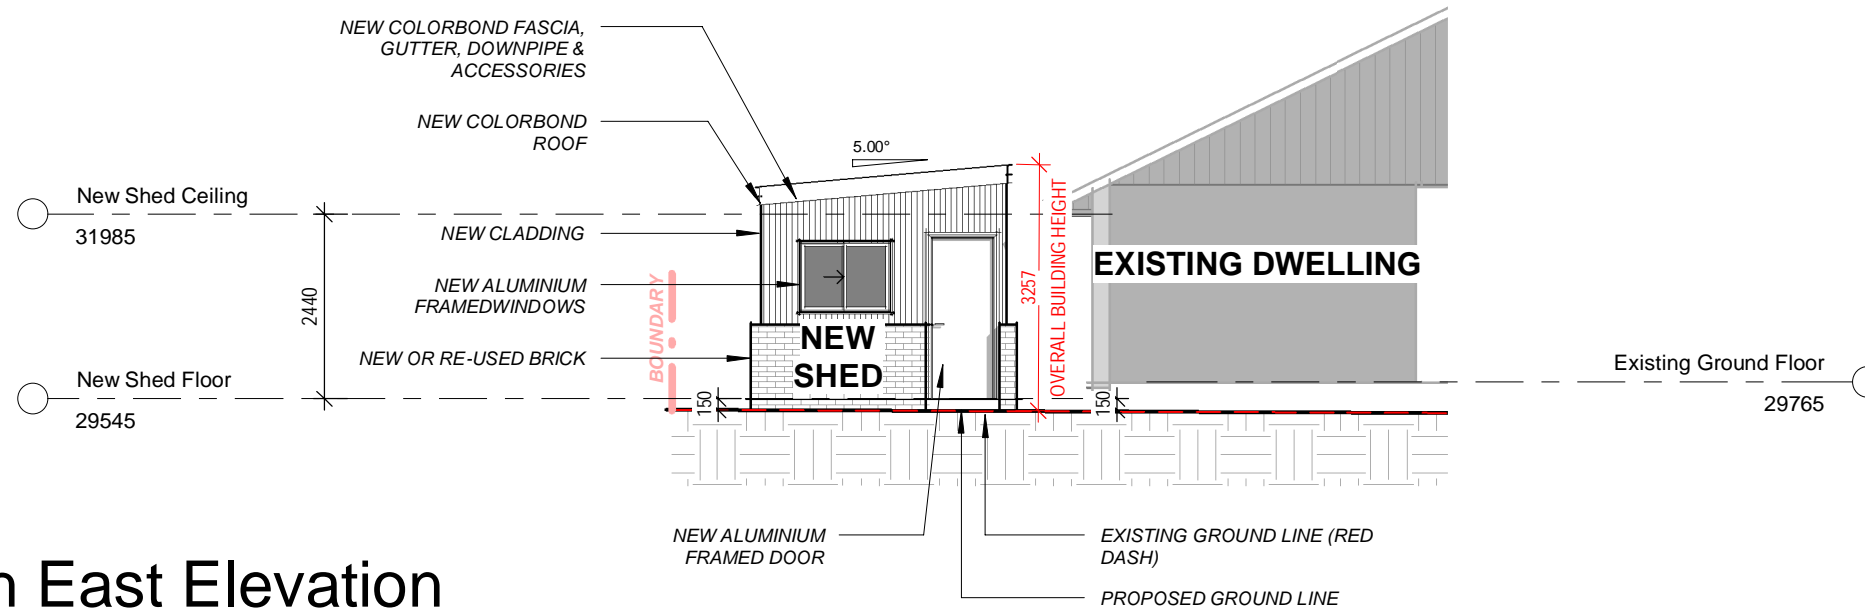 NEW COLORBOND FASCIA,
GUTTER, DOWNPIPE &
ACCESSORIES
NEW COLORBOND
ROOF
5.00°
New Shed Ceiling
31985
NEW CLADDING
NEW ALUMINIUM
FRAMEDWINDOWS
NEW OR RE-USED BRICK
2440
New Shed Floor
29545
BOUNDARY
150
NEW
SHED
3257
OVERALL BUILDING HEIGHT
EXISTING DWELLING
150
Existing Ground Floor
29765
NEW ALUMINIUM
FRAMED DOOR
EXISTING GROUND LINE (RED
DASH)
PROPOSED GROUND LINE
East Elevation